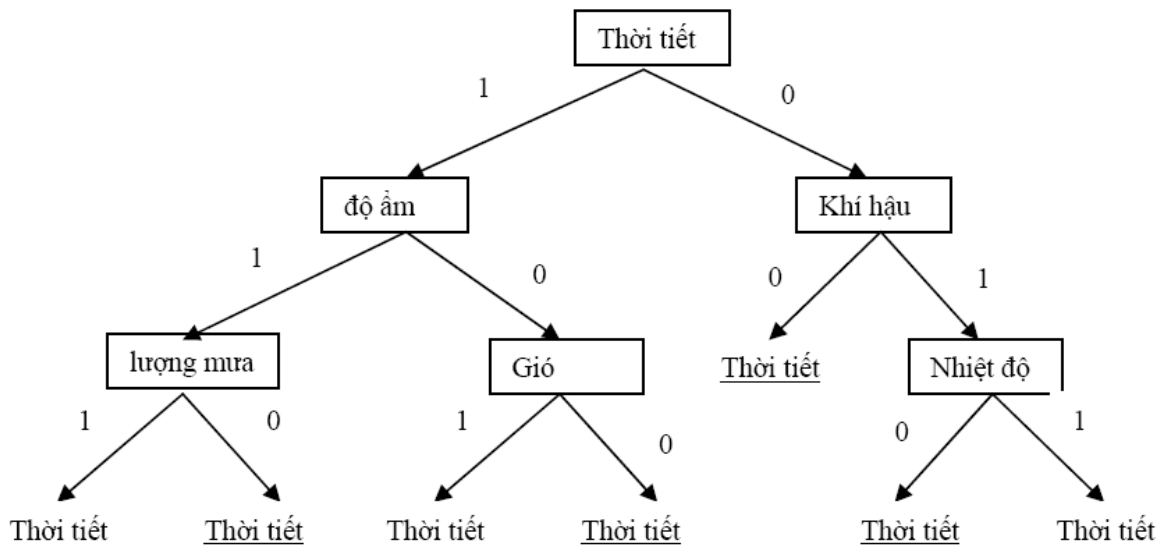 Thời tiết
1 0
độ ẩm Khí hậu
1 0 0 1
lượng mưa Gió Thời tiết Nhiệt độ
1 0 1 0 0 1
Thời tiết Thời tiết Thời tiết Thời tiết Thời tiết Thời tiết